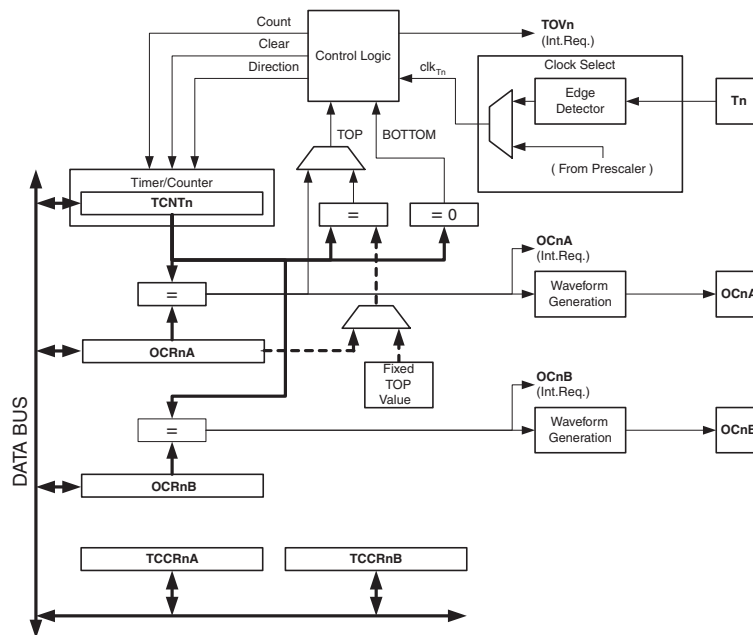 Count
Clear
Direction
Control Logic
TOVn
(Int.Req.)
clkTn
Clock Select
Edge
Detector
Tn
( From Prescaler )
TOP
BOTTOM
Timer/Counter
TCNTn
=
= 0
OCnA
(Int.Req.)
=
Waveform
Generation
OCnA
OCRnA
Fixed
TOP
Value
OCnB
(Int.Req.)
=
Waveform
Generation
OCnB
OCRnB
DATA BUS
TCCRnA
TCCRnB